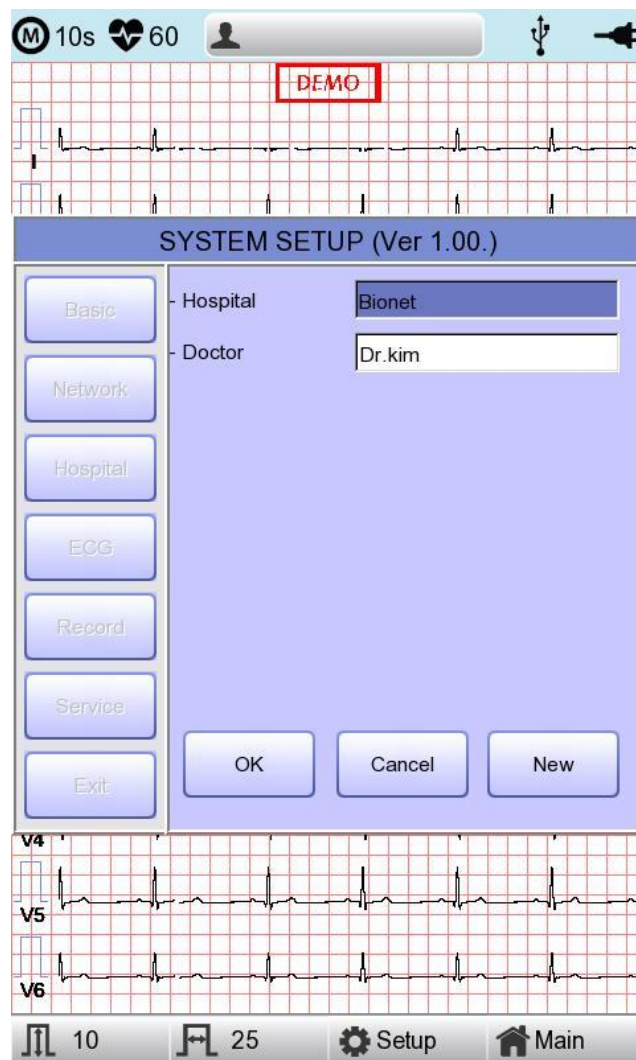 M 10s 60
DEMO
I
SYSTEM SETUP (Ver 1.00.)
Basic
Network
Hospital
ECG
Record
Service
Exit
- Hospital Bionet
- Doctor Dr.kim
OK Cancel New
V4
V5
V6
10 25 Setup Main